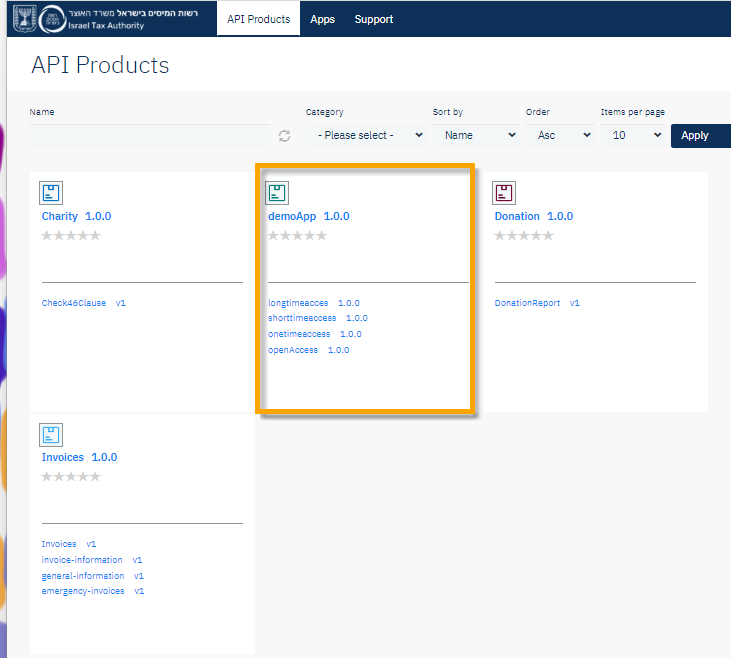 רשות המיסים בישראל משרד האוצר
Israel Tax Authority
API Products
Apps
Support
API Products
Name
Category
Sort by
Order
Items per page
- Please select -
Name
Asc
10
Apply
Charity 1.0.0
Check46Clause v1
demoApp 1.0.0
longtimeacces 1.0.0
shorttimeaccess 1.0.0
onetimeaccess 1.0.0
openAccess 1.0.0
Donation 1.0.0
DonationReport v1
Invoices 1.0.0
Invoices v1
invoice-information v1
general-information v1
emergency-invoices v1